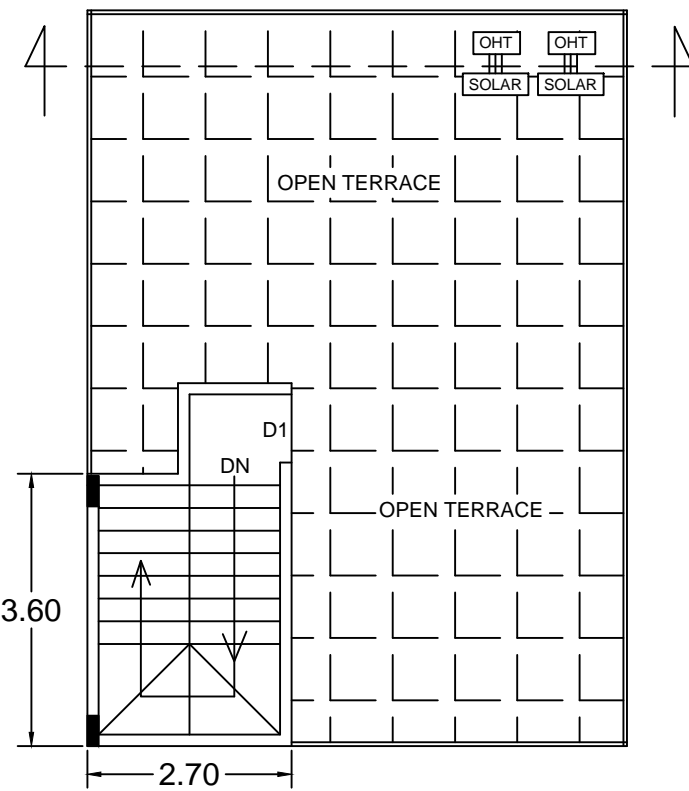 OHT OHT
SOLAR SOLAR
OPEN TERRACE
D1
DN
OPEN TERRACE
3.60
2.70